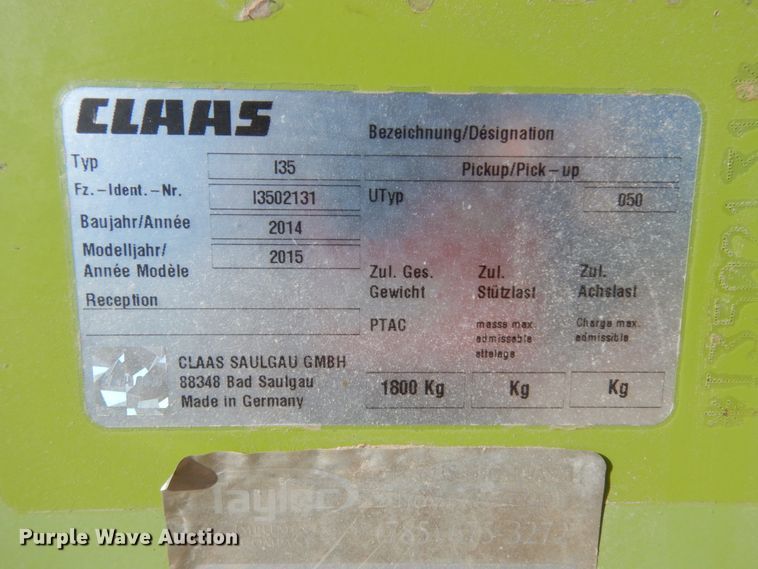 CLAAS
Bezeichnung/Désignation
Typ I35 Pickup/Pick-up
Fz.-Ident.-Nr. I3502131 UTyp 050
Baujahr/Année 2014
Modelljahr/
Année Modèle 2015
Reception
Zul. Ges.
Gewicht
Zul.
Stützlast
Zul.
Achslast
PTAC
masse max.
admissable
attelage
Charge max.
admissible
CLAAS SAULGAU GMBH
88348 Bad Saulgau
Made in Germany
1800 Kg Kg Kg
Purple Wave Auction